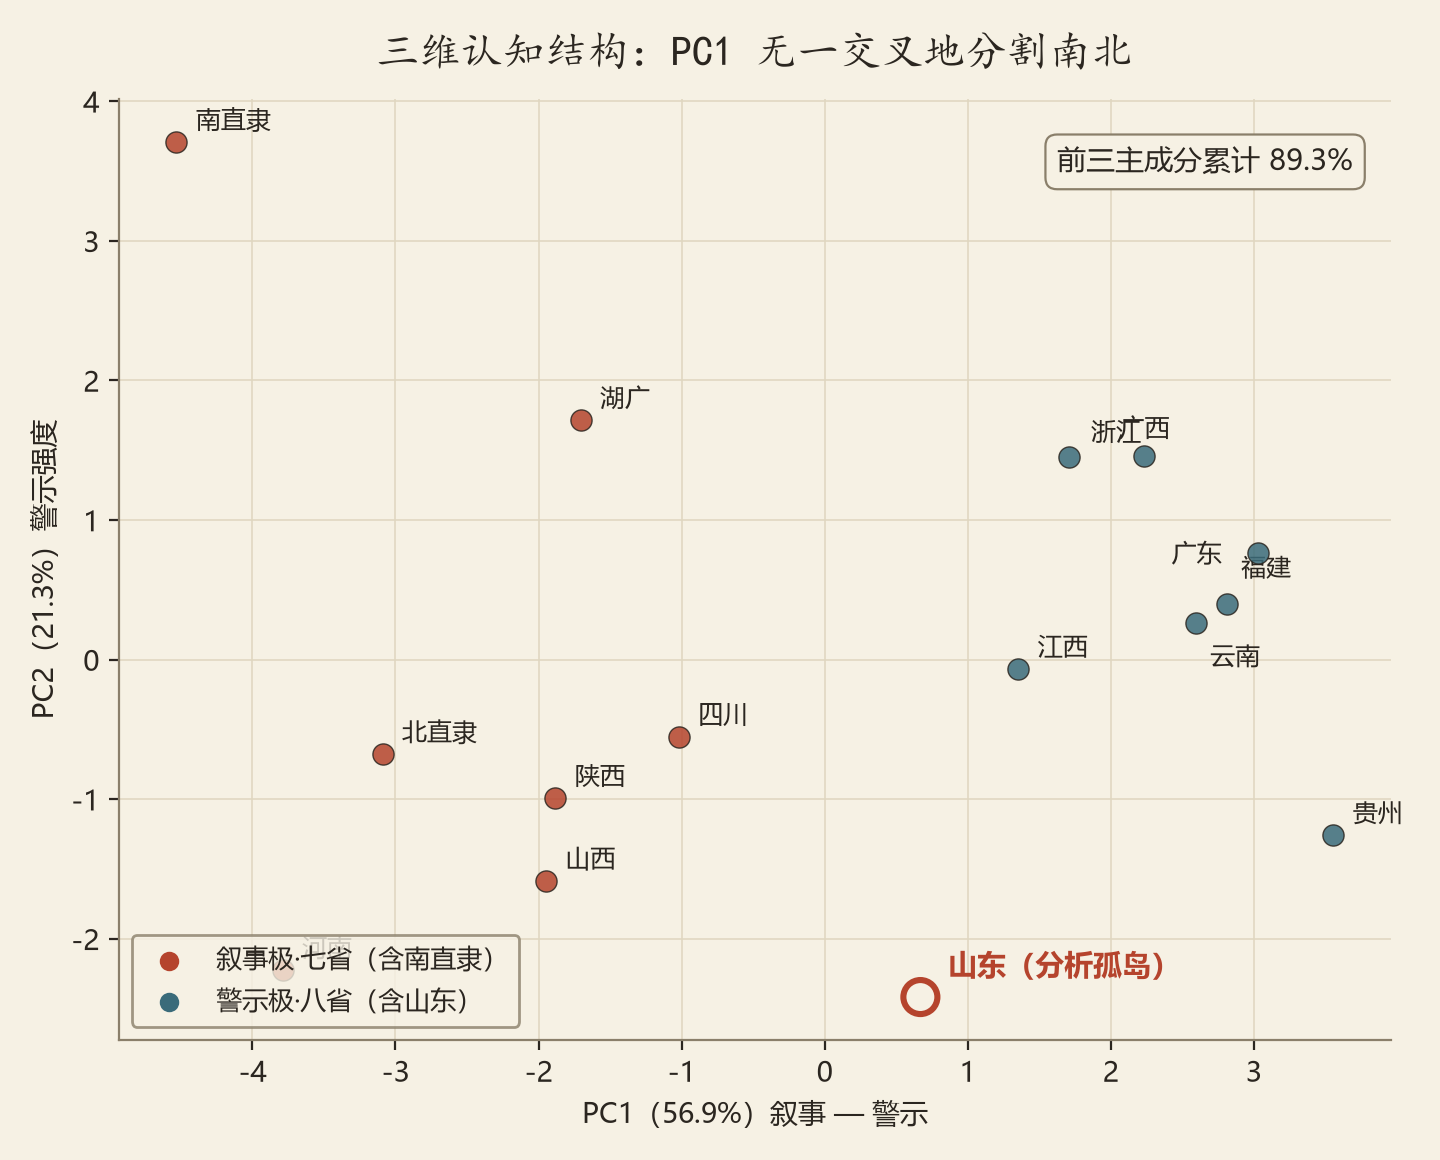 三维认知结构：PC1 无一交叉地分割南北
4
南直隶
前三主成分累计 89.3%
3
2
湖广
浙江
广西
PC2（21.3%）警示强度
1
广东
福建
云南
0
江西
四川
北直隶
-1
陕西
贵州
山西
-2
河南
叙事极·七省（含南直隶）
警示极·八省（含山东）
山东（分析孤岛）
-4 -3 -2 -1 0 1 2 3
PC1（56.9%）叙事 — 警示